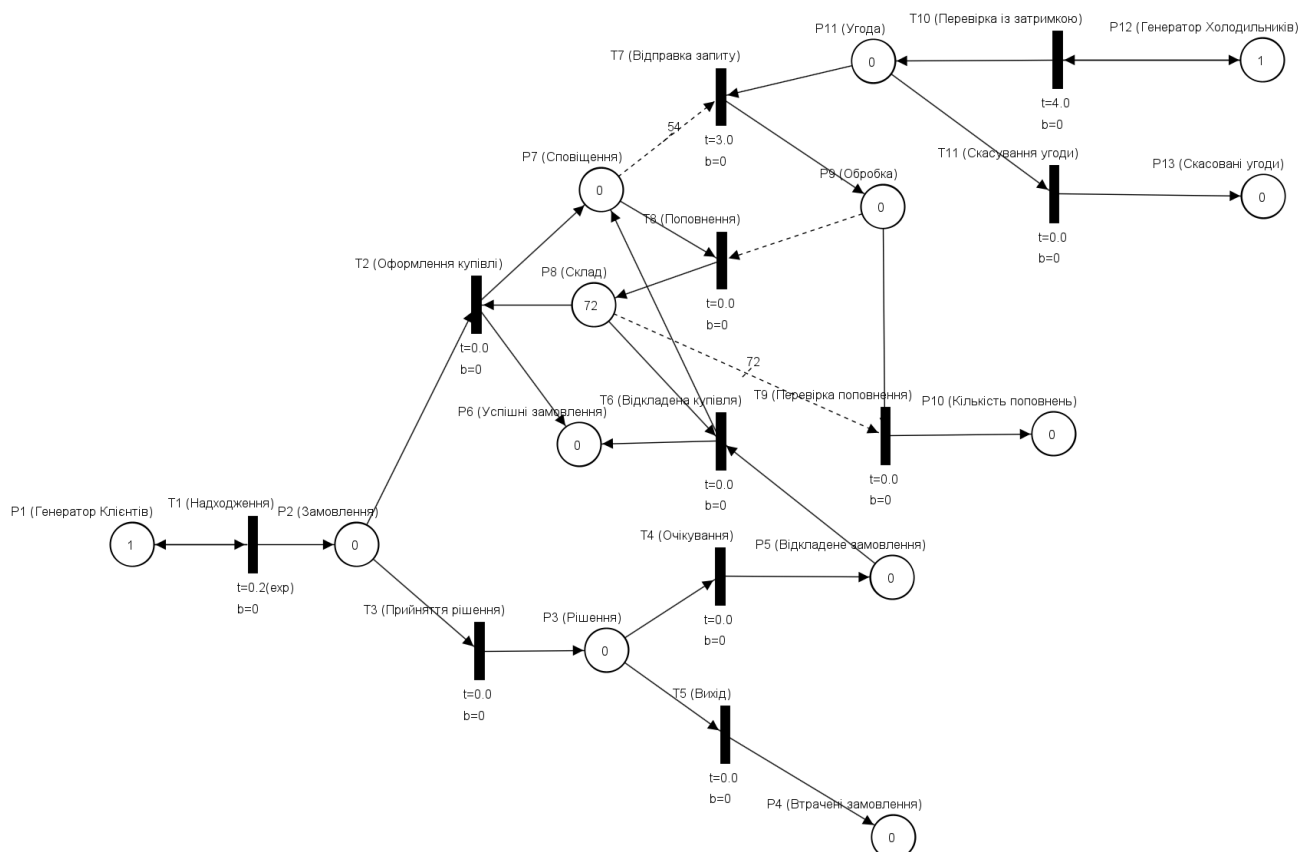 T10 (Перевірка із затримкою)
P11 (Угода)
P12 (Генератор Холодильників)
T7 (Відправка запиту)
0
1
t=4.0
b=0
54
t=3.0
b=0
P7 (Сповіщення)
T11 (Скасування угоди)
P13 (Скасовані угоди)
P9 (Обробка)
0
0
0
T8 (Поповнення)
t=0.0
b=0
T2 (Оформлення купівлі)
P8 (Склад)
72
t=0.0
b=0
t=0.0
b=0
72
T6 (Відкладена купівля)
T9 (Перевірка поповнення)
P10 (Кількість поповнень)
P6 (Успішні замовлення)
0
0
t=0.0
b=0
t=0.0
b=0
P1 (Генератор Клієнтів)
T1 (Надходження)
P2 (Замовлення)
T4 (Очікування)
P5 (Відкладене замовлення)
1
0
0
t=0.2(exp)
b=0
T3 (Прийняття рішення)
P3 (Рішення)
t=0.0
b=0
0
t=0.0
b=0
T5 (Вихід)
t=0.0
b=0
P4 (Втрачені замовлення)
0